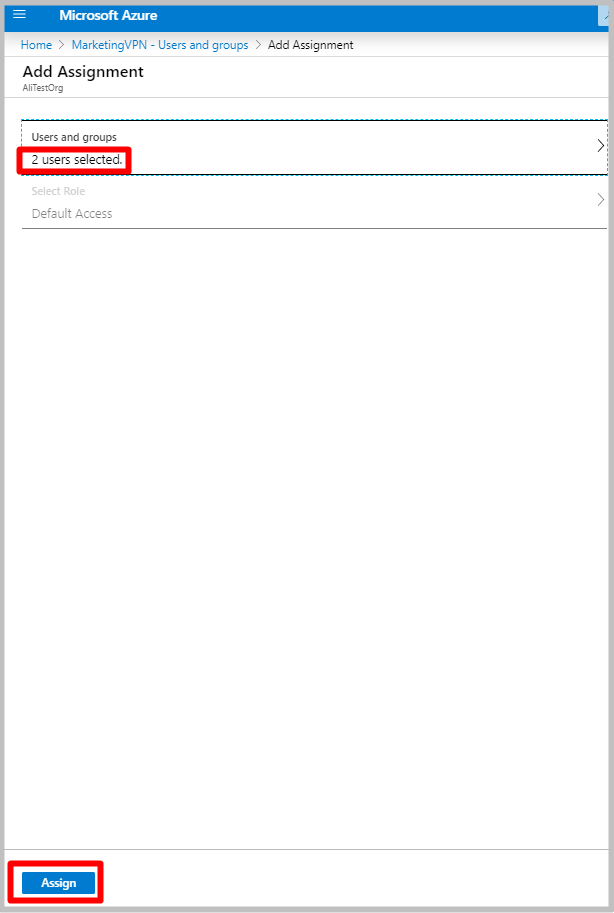 Microsoft Azure
Home > MarketingVPN - Users and groups > Add Assignment
Add Assignment
AliTestOrg
Users and groups
2 users selected.
Select Role
Default Access
Assign